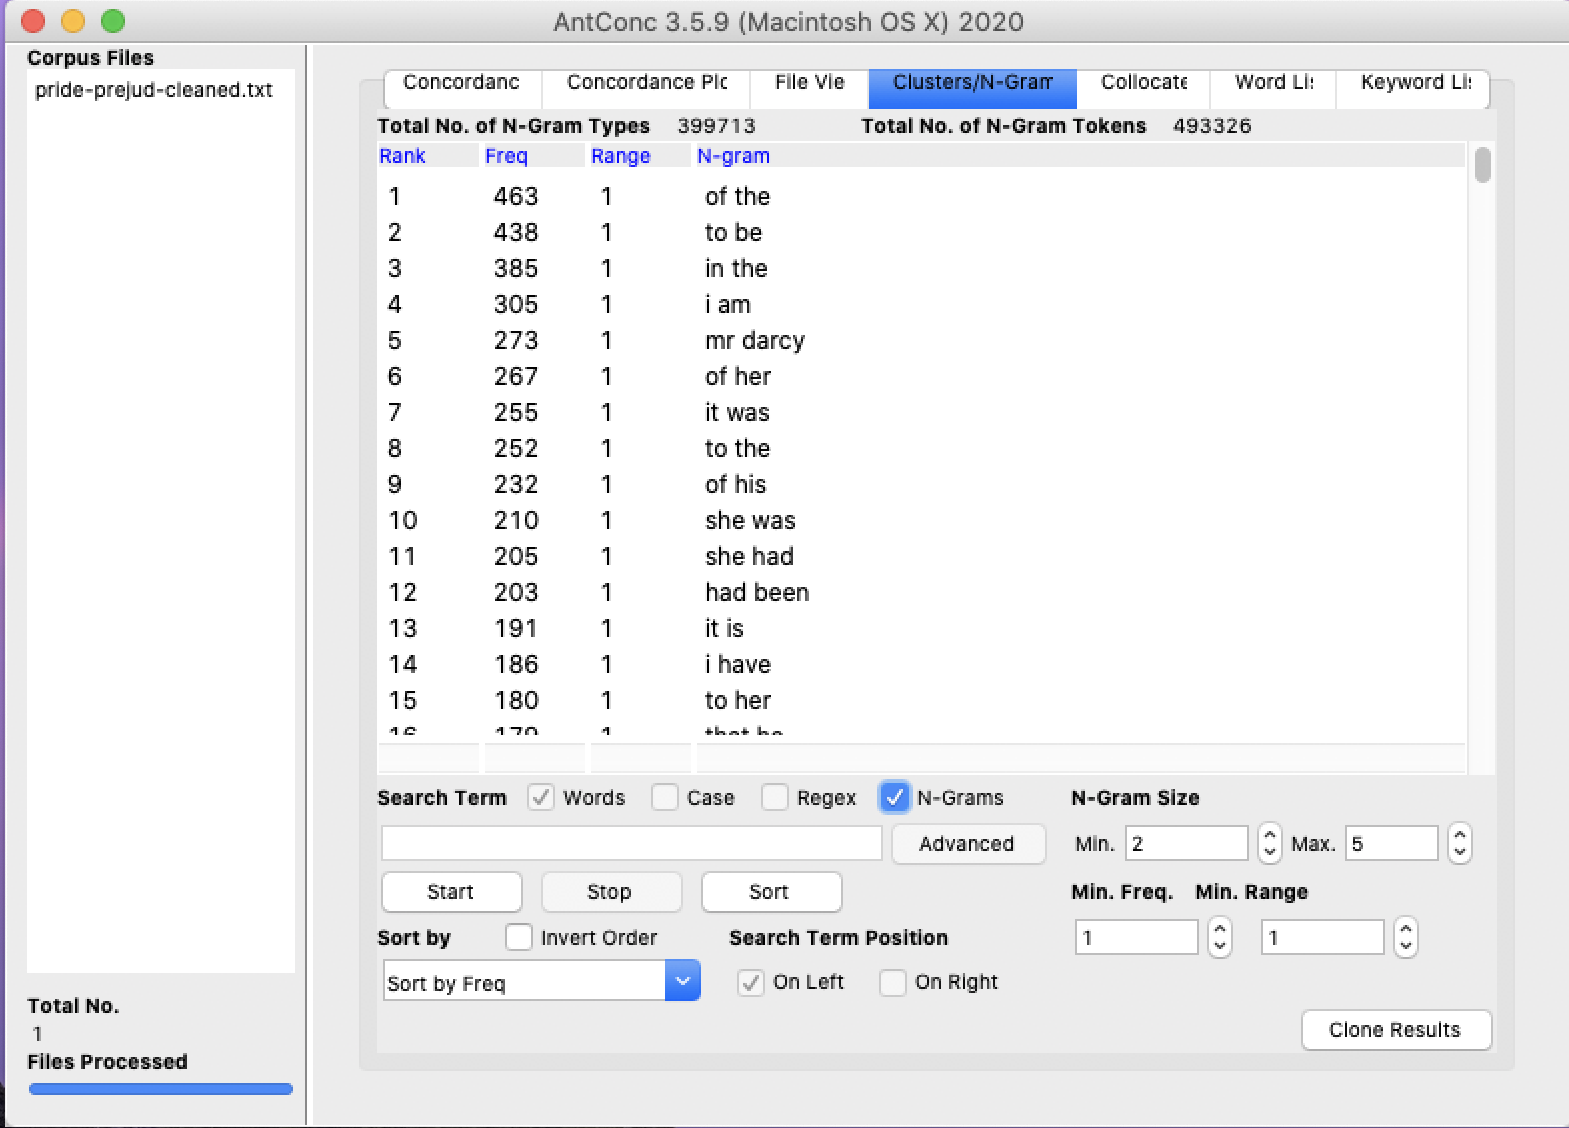 AntConc 3.5.9 (Macintosh OS X) 2020
Corpus Files
pride-prejud-cleaned.txt
Concordanc Concordance Plc File Vie Clusters/N-Gram Collocate Word Li: Keyword Li:
Total No. of N-Gram Types 399713 Total No. of N-Gram Tokens 493326
Rank Freq Range N-gram
1 463 1 of the
2 438 1 to be
3 385 1 in the
4 305 1 i am
5 273 1 mr darcy
6 267 1 of her
7 255 1 it was
8 252 1 to the
9 232 1 of his
10 210 1 she was
11 205 1 she had
12 203 1 had been
13 191 1 it is
14 186 1 i have
15 180 1 to her
16 179 1 that he
Search Term Words Case Regex N-Grams N-Gram Size
Advanced Min. 2 Max. 5
Start Stop Sort Min. Freq. Min. Range
Sort by Invert Order Search Term Position 1 1
Sort by Freq On Left On Right
Total No.
1
Files Processed
Clone Results